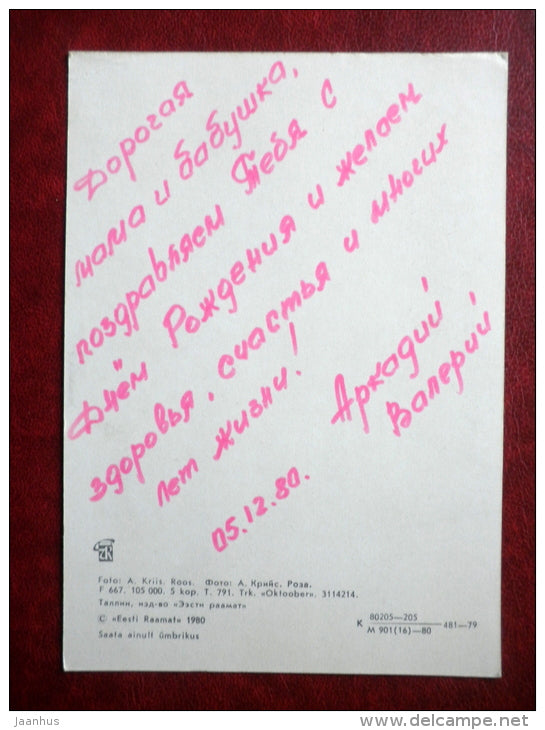 Дорогая
мама и бабушка,
поздравляем Тебя с
Днём Рождения и желаем
здоровья, счастья и многих
лет жизни!
Аркадий,
Валерий
05.12.80.
Foto: A. Kriis. Roos. Фото: А. Крийс. Роза.
F 667. 105 000. 5 kop. T. 791. Trk. «Oktoober». 3114214.
Таллин, изд-во «Ээсти раамат»
© «Eesti Raamat» 1980
Saata ainult ümbrikus
К 80205—205
М 901(16)—80 481—79
jaanhus
www.delcampe.net